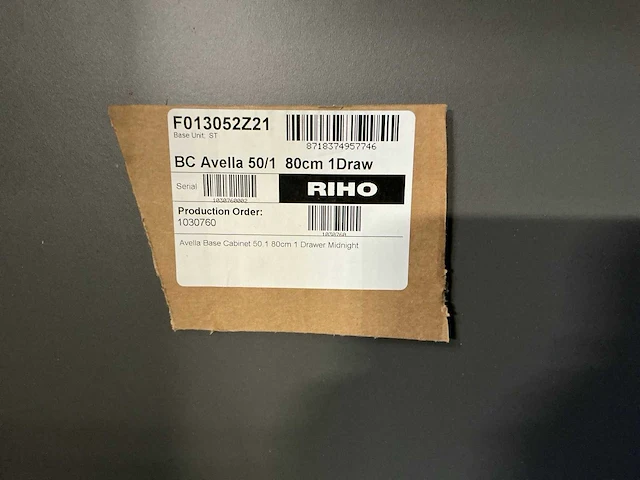 F013052Z21
Base Unit. ST
8718374957746
BC Avella 50/1 80cm 1Draw
Serial
1030760002
RIHO
Production Order:
1030760
1030760
Avella Base Cabinet 50,1 80cm 1 Drawer Midnight